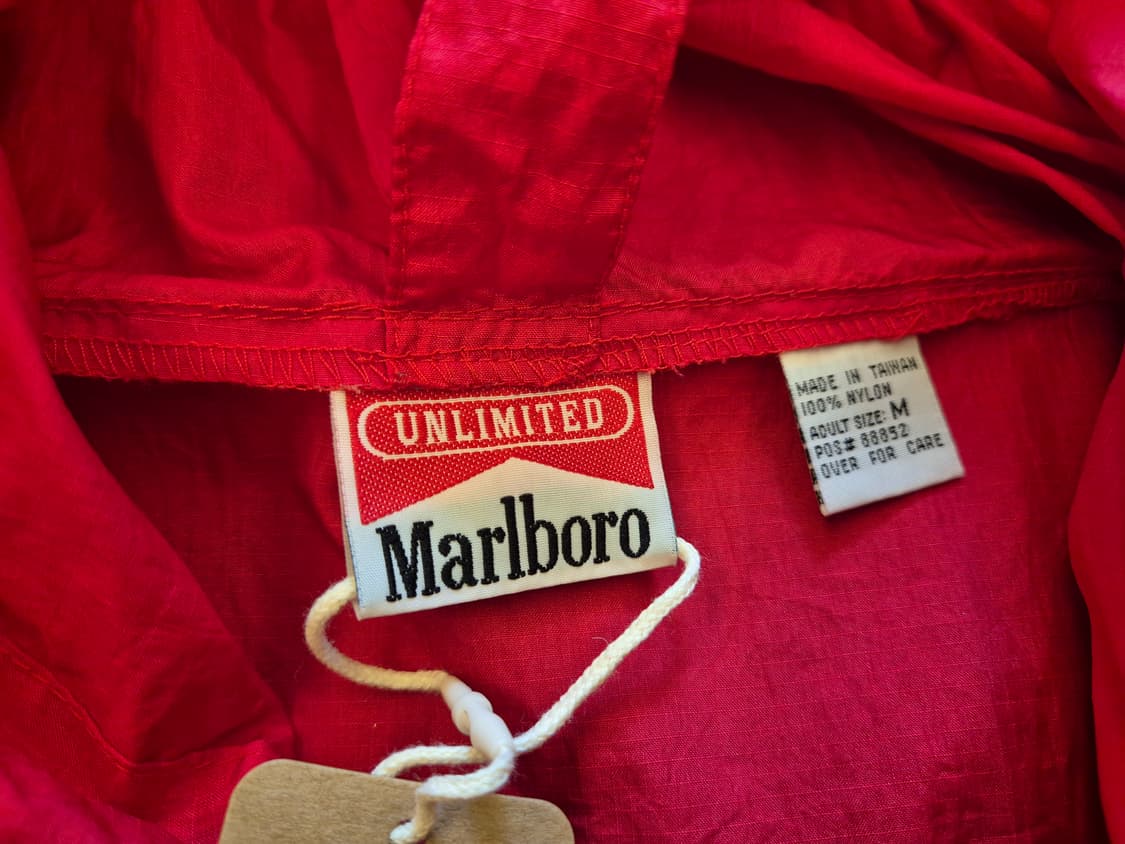 UNLIMITED
Marlboro
MADE IN TAIWAN
100% NYLON
ADULT SIZE: M
POS# 88852
OVER FOR CARE